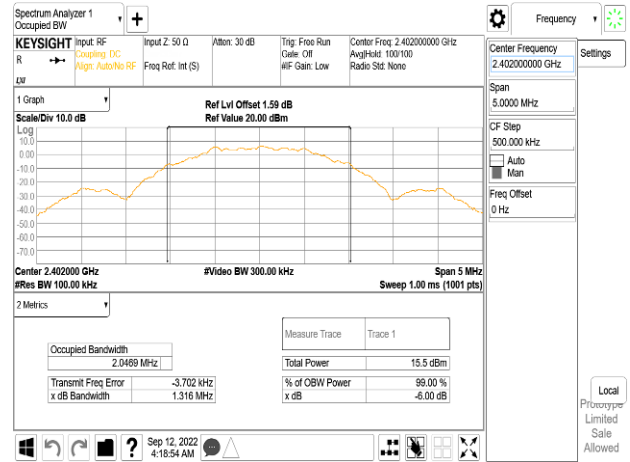 Spectrum Analyzer 1
Occupied BW
+
Frequency
KEYSIGHT
R
Input: RF
Coupling: DC
Align: Auto/No RF
Input Z: 50 Ω
Freq Ref: Int (S)
Atten: 30 dB
Trig: Free Run
Gate: Off
#IF Gain: Low
Center Freq: 2.402000000 GHz
Avg|Hold: 100/100
Radio Std: None
Center Frequency
2.402000000 GHz
Settings
Span
5.0000 MHz
CF Step
500.000 kHz
Auto
Man
Freq Offset
0 Hz
1 Graph
Scale/Div 10.0 dB
Ref Lvl Offset 1.59 dB
Ref Value 20.00 dBm
Log
10.0
0.00
-10.0
-20.0
-30.0
-40.0
-50.0
-60.0
-70.0
Center 2.402000 GHz
#Video BW 300.00 kHz
Span 5 MHz
#Res BW 100.00 kHz
Sweep 1.00 ms (1001 pts)
2 Metrics
Measure Trace
Trace 1
Occupied Bandwidth
2.0469 MHz
Total Power
15.5 dBm
Transmit Freq Error
-3.702 kHz
% of OBW Power
99.00 %
x dB Bandwidth
1.316 MHz
x dB
-6.00 dB
Local
Prototype
Limited
Sale
Allowed
?
Sep 12, 2022
4:18:54 AM